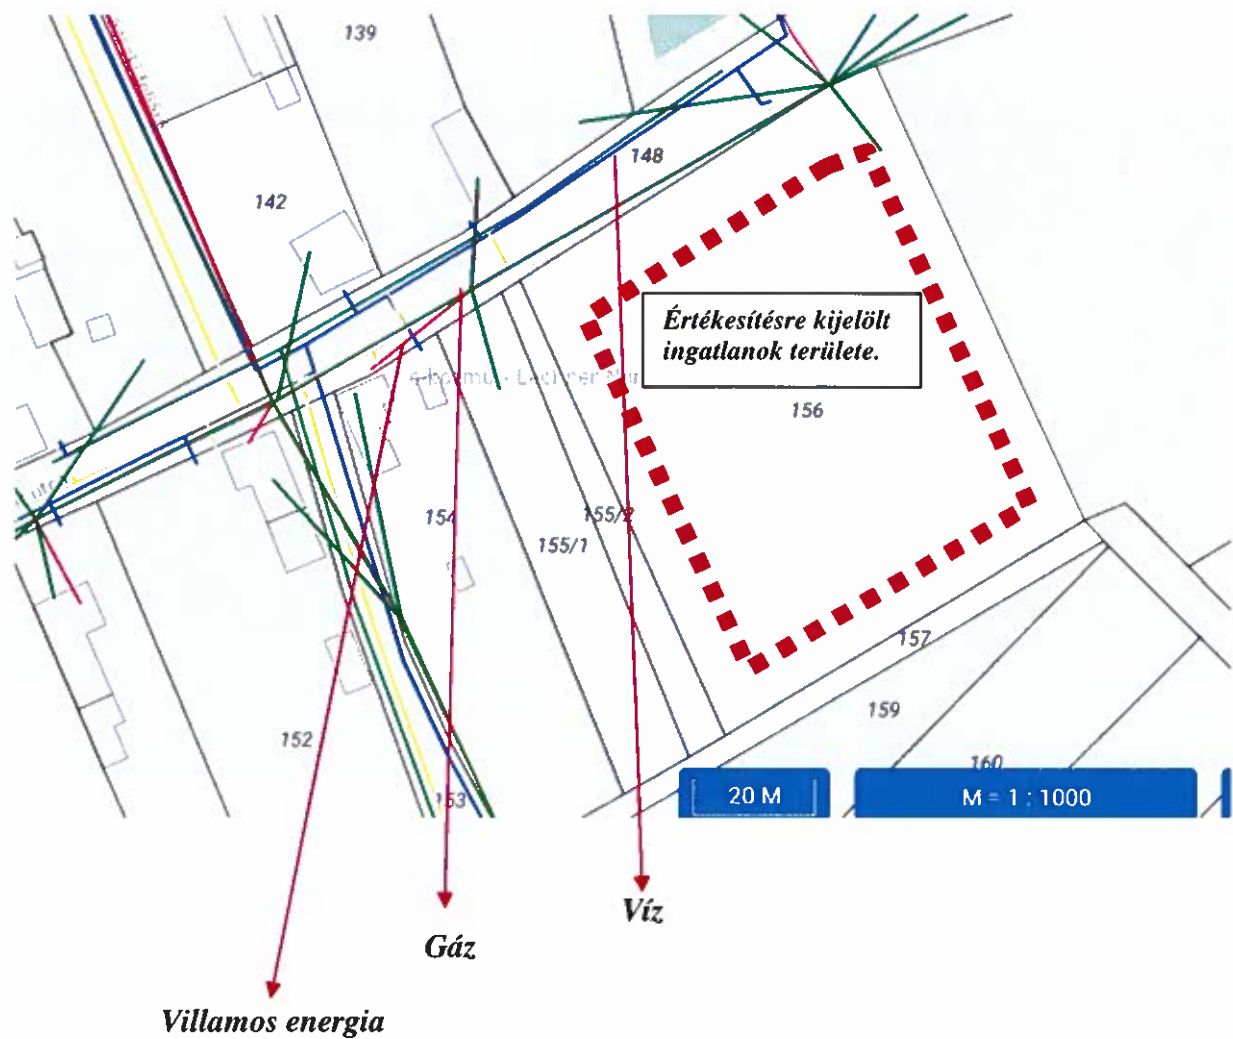 139
148
142
Értékesítésre kijelölt
ingatlanok területe.
156
154
155/1
155/2
157
159
152
160
153
20 M
M = 1 : 1000
Víz
Gáz
Villamos energia